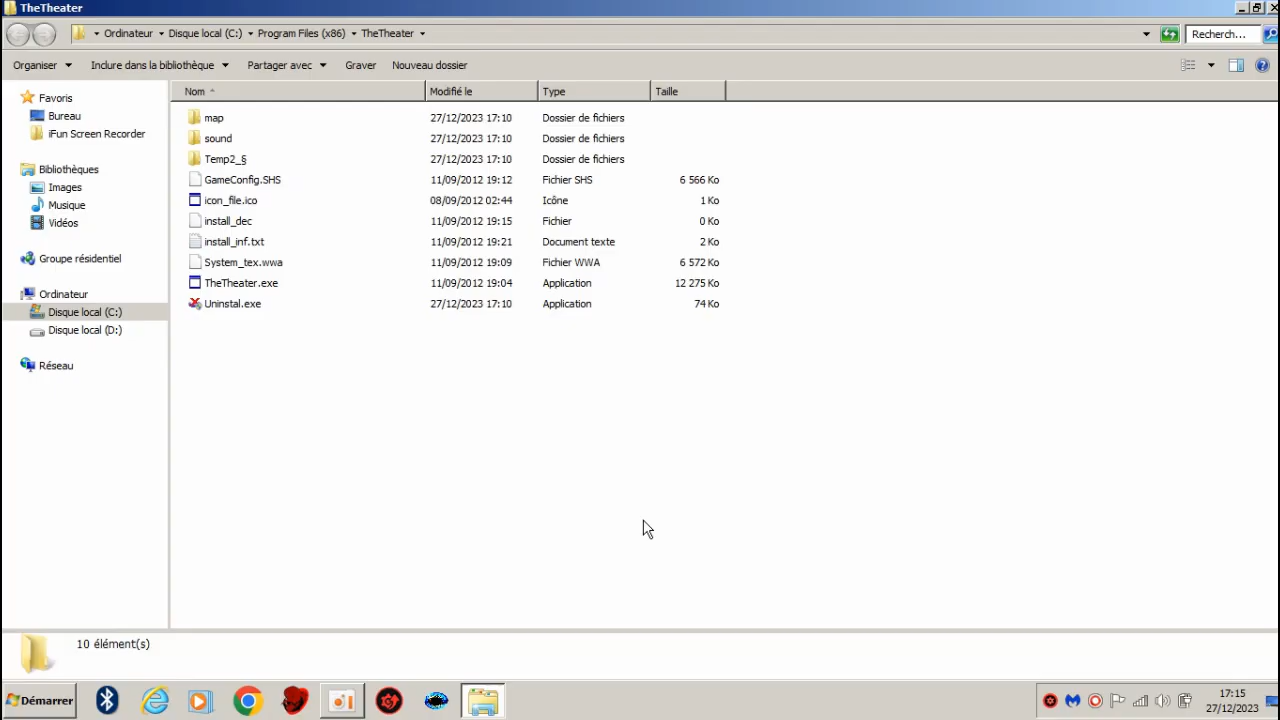 TheTheater
Ordinateur Disque local (C:) Program Files (x86) TheTheater Recherch...
Organiser Inclure dans la bibliothèque Partager avec Graver Nouveau dossier
Nom Modifié le Type Taille
Favoris
Bureau
iFun Screen Recorder
Bibliothèques
Images
Musique
Vidéos
Groupe résidentiel
Ordinateur
Disque local (C:)
Disque local (D:)
Réseau
map 27/12/2023 17:10 Dossier de fichiers
sound 27/12/2023 17:10 Dossier de fichiers
Temp2_§ 27/12/2023 17:10 Dossier de fichiers
GameConfig.SHS 11/09/2012 19:12 Fichier SHS 6 566 Ko
icon_file.ico 08/09/2012 02:44 Icône 1 Ko
install_dec 11/09/2012 19:15 Fichier 0 Ko
install_inf.txt 11/09/2012 19:21 Document texte 2 Ko
System_tex.wwa 11/09/2012 19:09 Fichier WWA 6 572 Ko
TheTheater.exe 11/09/2012 19:04 Application 12 275 Ko
Uninstal.exe 27/12/2023 17:10 Application 74 Ko
10 élément(s)
Démarrer 17:15
27/12/2023